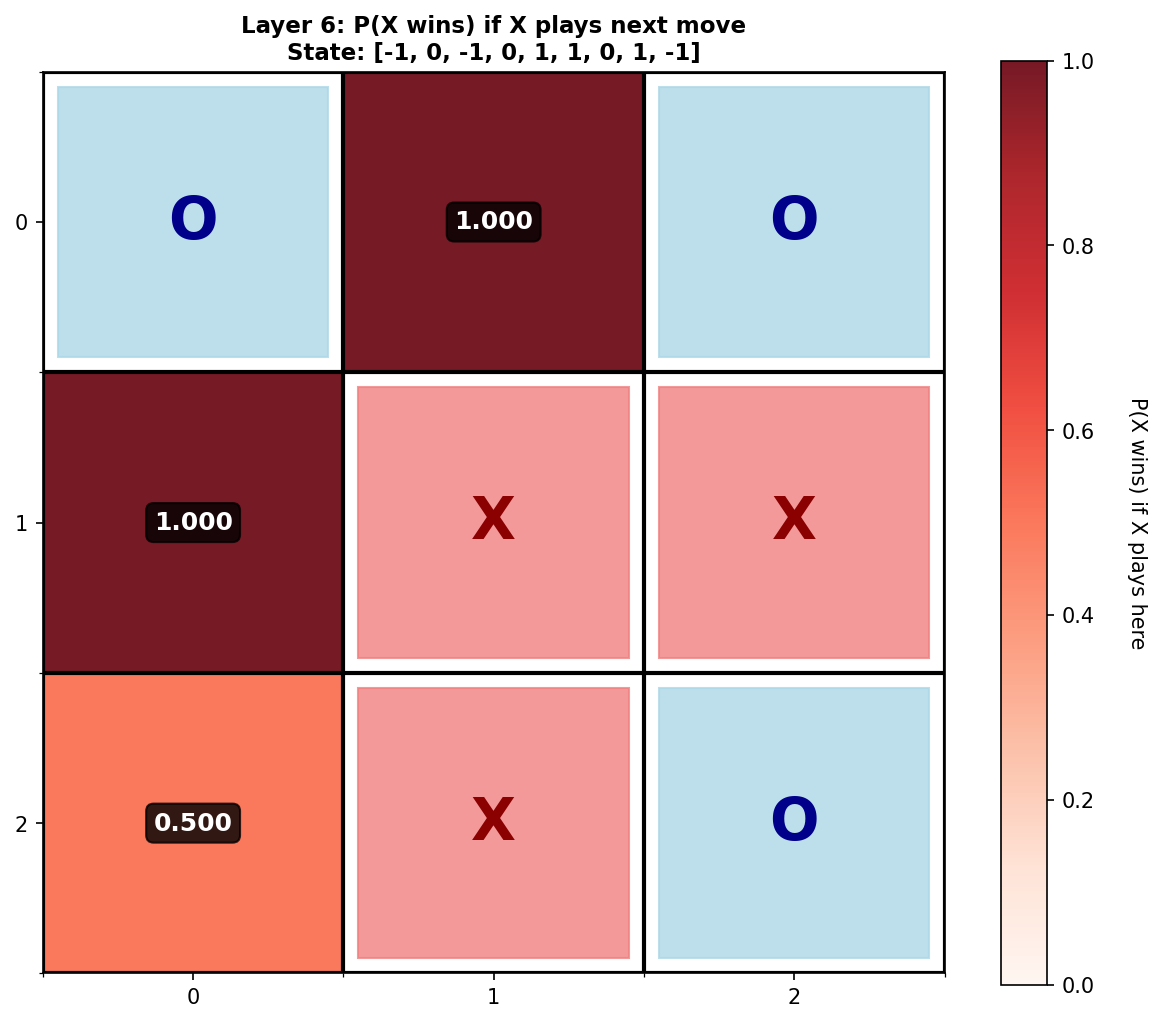 Layer 6: P(X wins) if X plays next move
State: [-1, 0, -1, 0, 1, 1, 0, 1, -1]
0
O
1.000
O
1
1.000
X
X
2
0.500
X
O
0
1
2
1.0
0.8
0.6
0.4
0.2
0.0
P(X wins) if X plays here